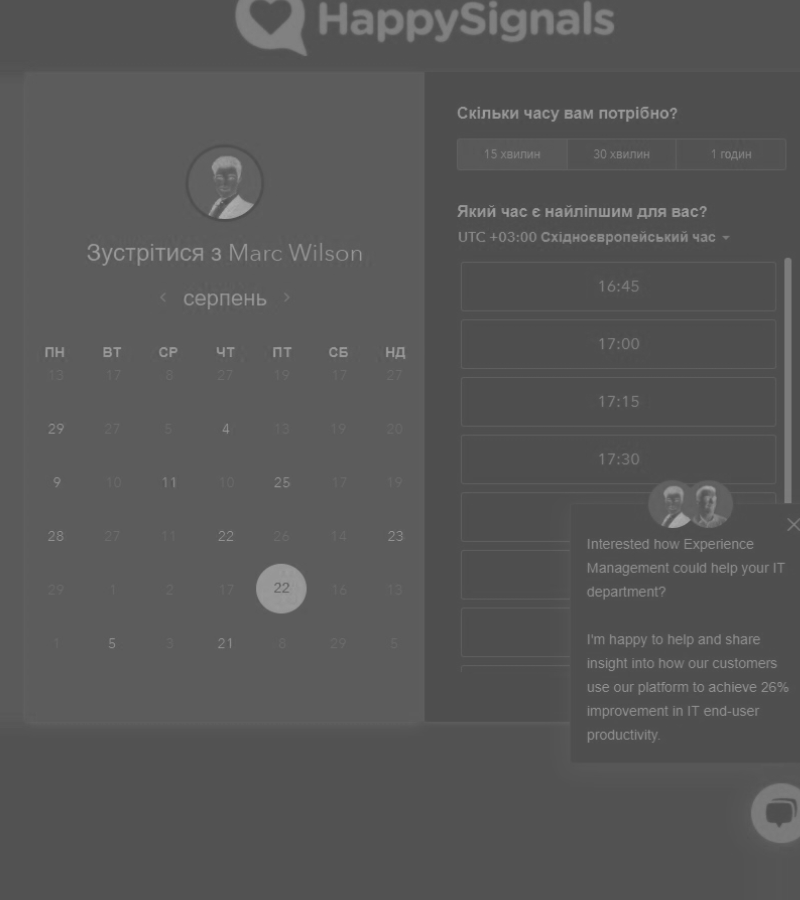 HappySignals
Зустрітися з Marc Wilson
серпень
ПН ВТ СР ЧТ ПТ СБ НД
13 17 8 27 19 17 27
29 27 5 4 13 19 20
9 10 11 10 25 17 19
28 27 11 22 26 14 23
29 1 2 17 22 16 13
1 5 3 21 8 29 5
Скільки часу вам потрібно?
15 хвилин 30 хвилин 1 годин
Який час є найліпшим для вас?
UTC +03:00 Східноєвропейський час
16:45
17:00
17:15
17:30
Interested how Experience
Management could help your IT
department?
I'm happy to help and share
insight into how our customers
use our platform to achieve 26%
improvement in IT end-user
productivity.